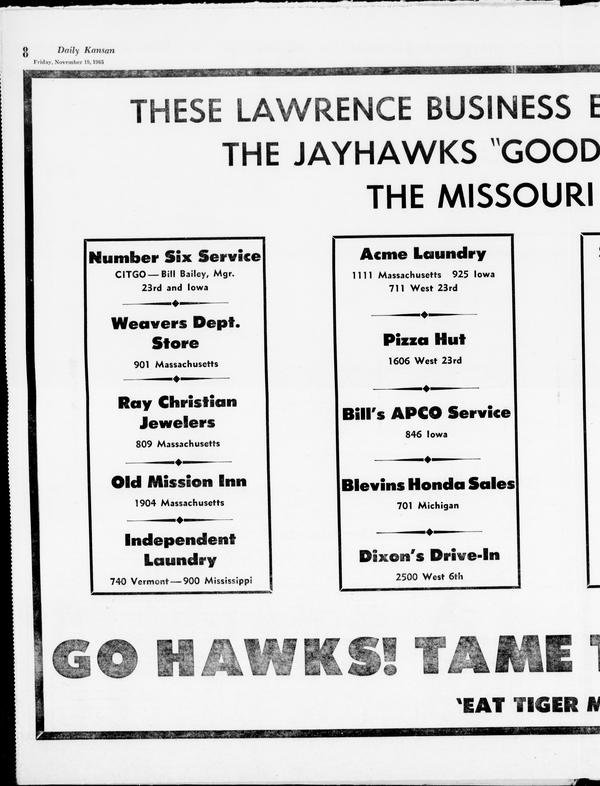 8 Daily Kansan
Friday, November 19, 1965
THESE LAWRENCE BUSINESS
THE JAYHAWKS "GOOD
THE MISSOURI
Number Six Service
CITGO — Bill Bailey, Mgr.
23rd and Iowa
Weavers Dept.
Store
901 Massachusetts
Ray Christian
Jewelers
809 Massachusetts
Old Mission Inn
1904 Massachusetts
Independent
Laundry
740 Vermont — 900 Mississippi
Acme Laundry
1111 Massachusetts 925 Iowa
711 West 23rd
Pizza Hut
1606 West 23rd
Bill's APCO Service
846 Iowa
Blevins Honda Sales
701 Michigan
Dixon's Drive-In
2500 West 6th
GO HAWKS! TAME
'EAT TIGER